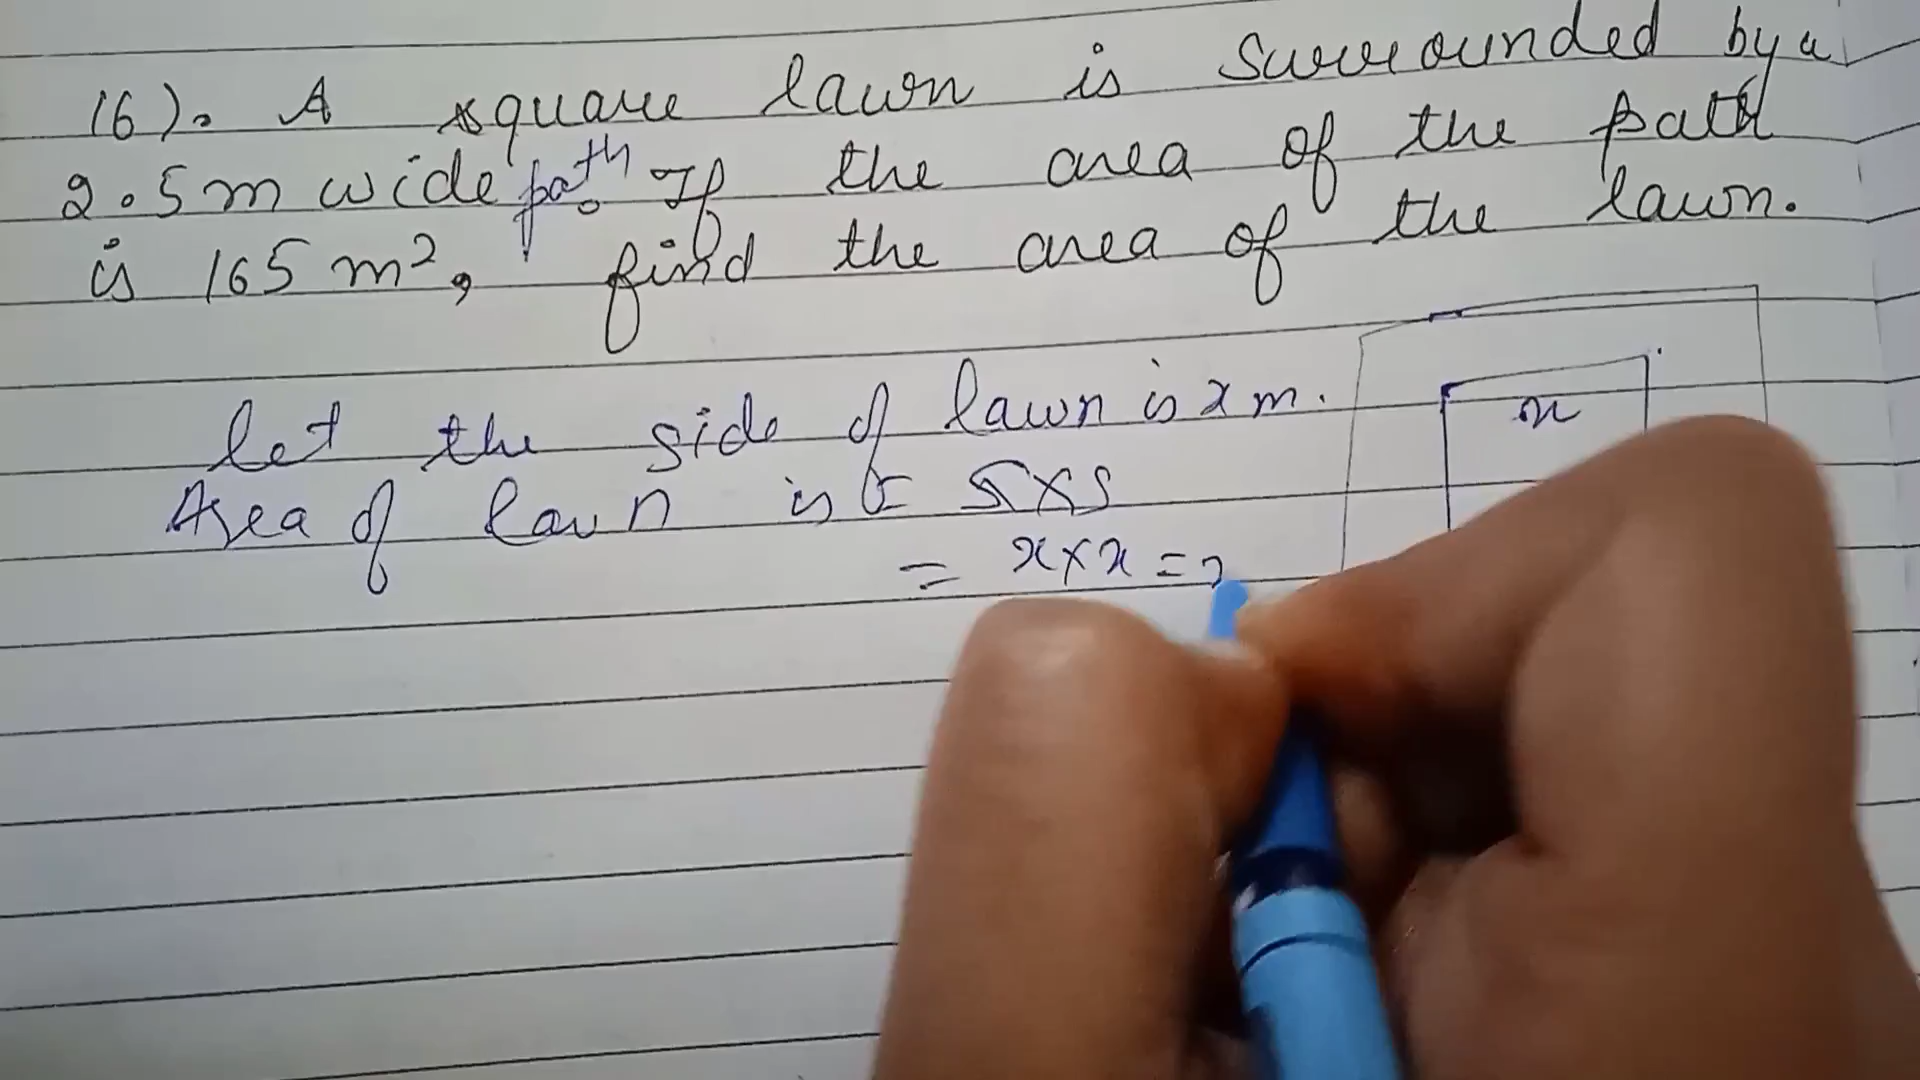 16). A square lawn is surrounded by a
2.5m wide path. If the area of the path
is 165 m², find the area of the lawn.
x
let the side of lawn is x m.
Area of lawn is = S×S
= x×x =